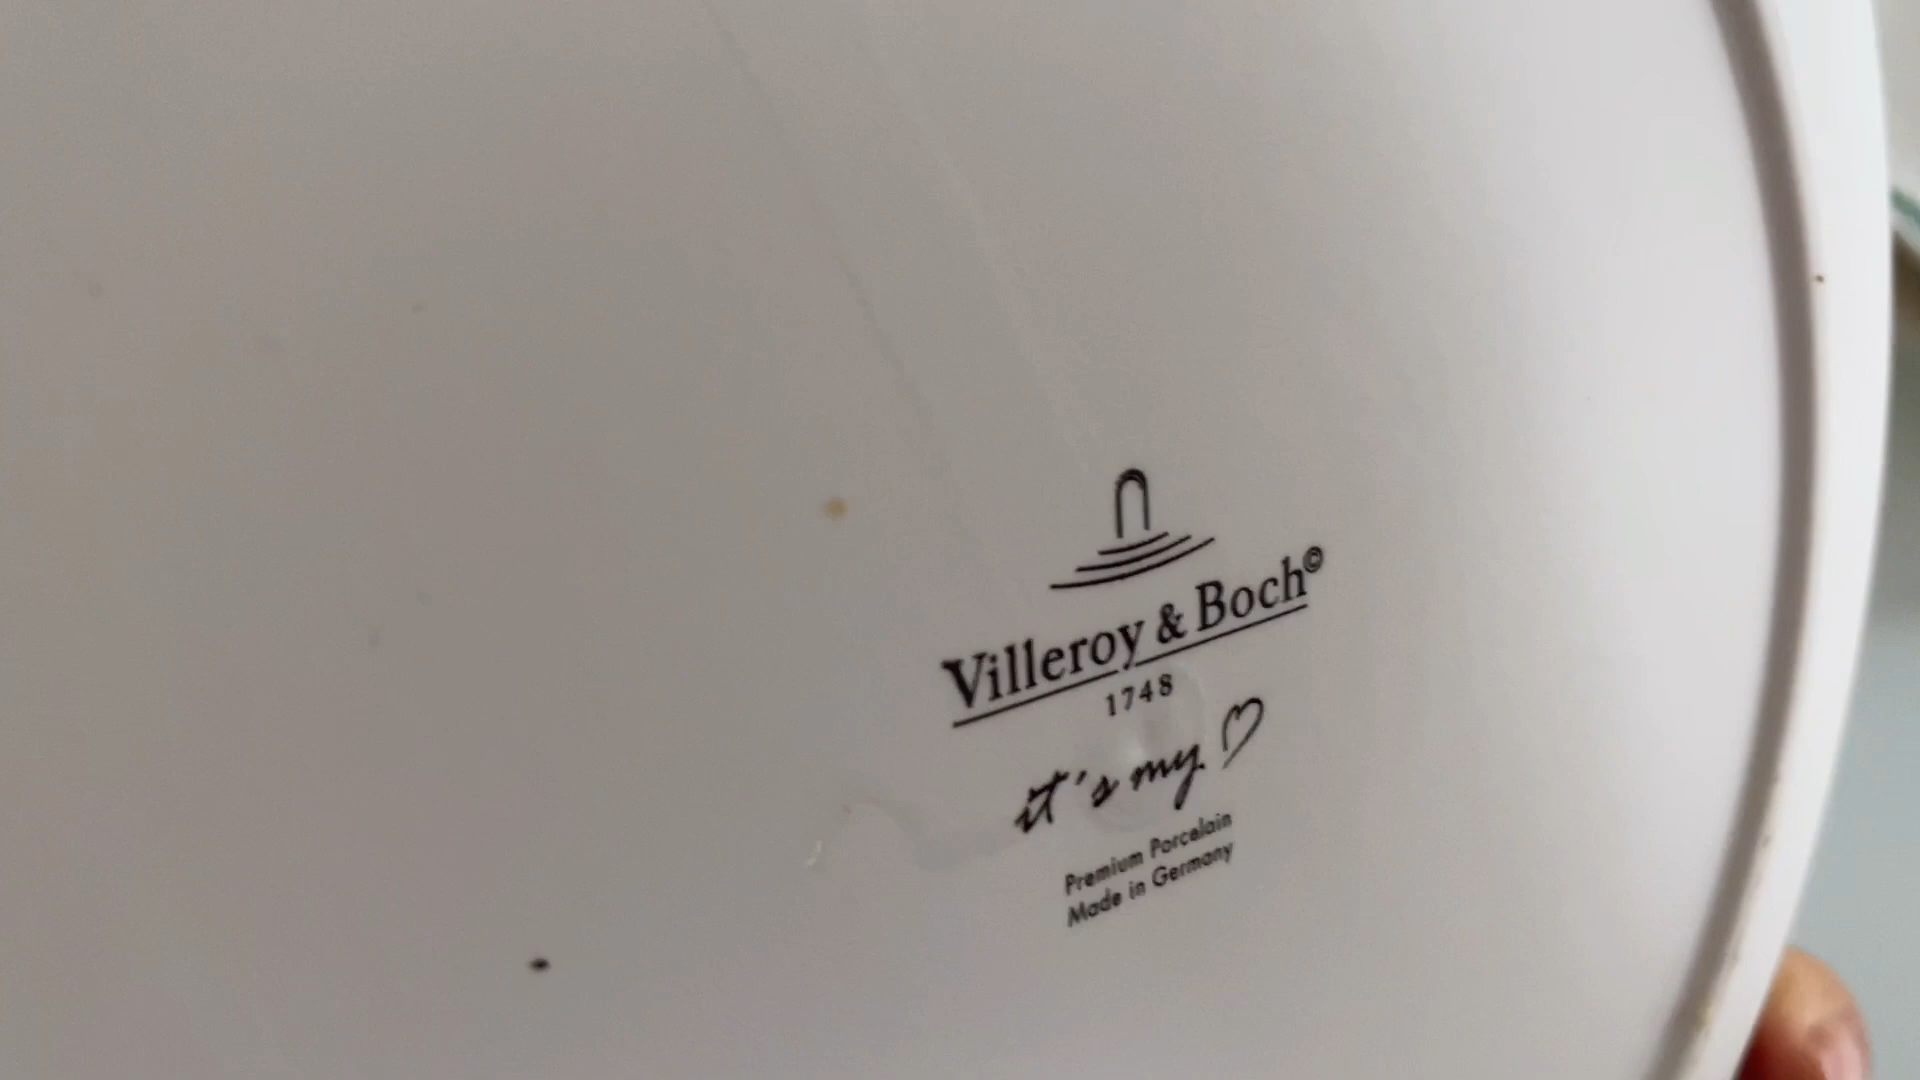 Villeroy & Boch©
1748
it's my ♡
Premium Porcelain
Made in Germany